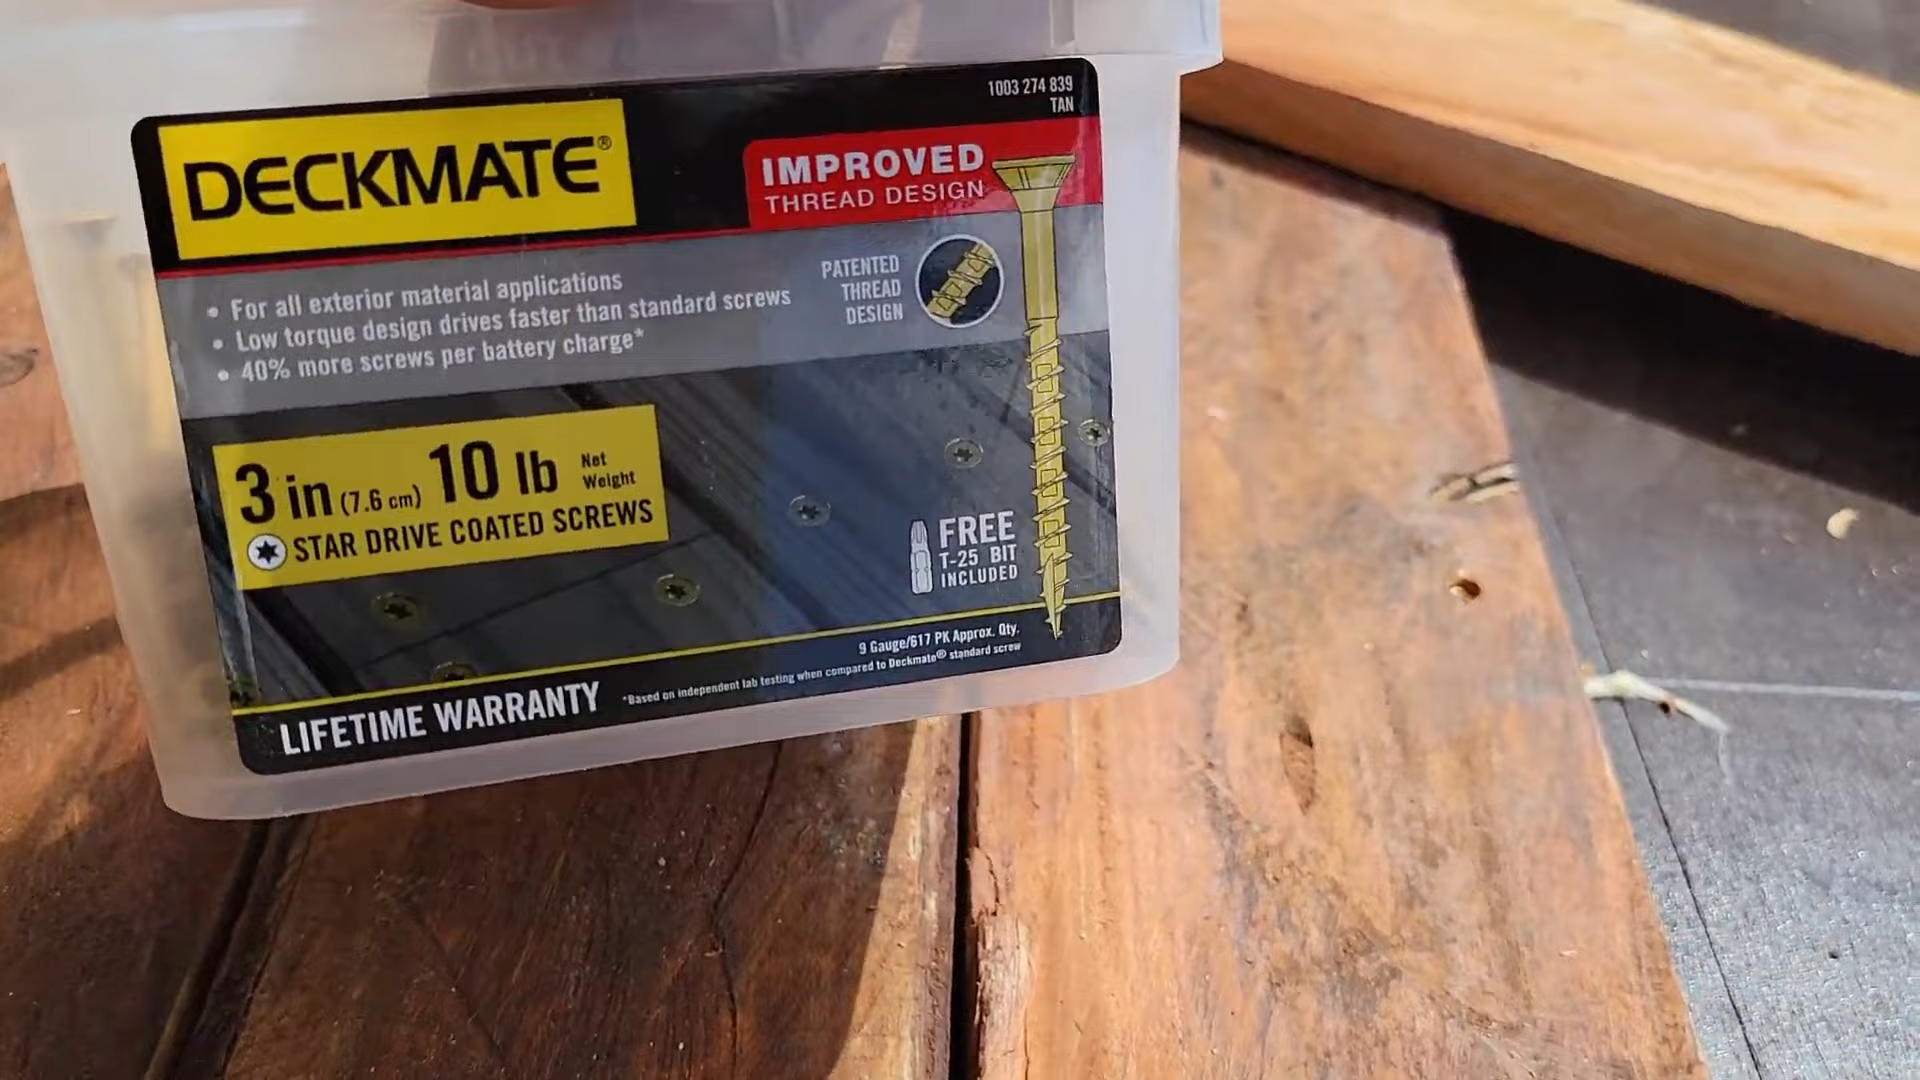 1003 274 839
TAN
DECKMATE®
IMPROVED
THREAD DESIGN
• For all exterior material applications
• Low torque design drives faster than standard screws
• 40% more screws per battery charge*
PATENTED
THREAD
DESIGN
3 in (7.6 cm) 10 lb Net Weight
STAR DRIVE COATED SCREWS
FREE
T-25 BIT
INCLUDED
9 Gauge/617 PK Approx. Qty.
*Based on independent lab testing when compared to Deckmate® standard screw
LIFETIME WARRANTY